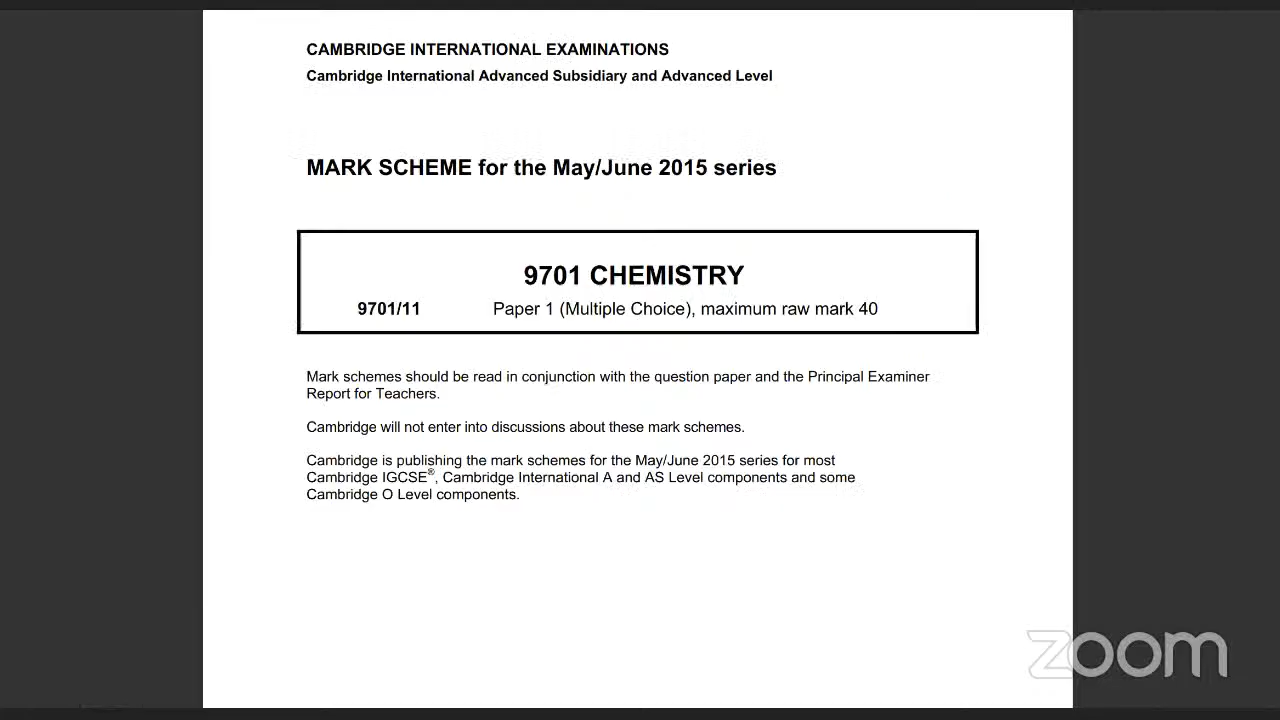 CAMBRIDGE INTERNATIONAL EXAMINATIONS
Cambridge International Advanced Subsidiary and Advanced Level
MARK SCHEME for the May/June 2015 series
9701 CHEMISTRY
9701/11 Paper 1 (Multiple Choice), maximum raw mark 40
Mark schemes should be read in conjunction with the question paper and the Principal Examiner
Report for Teachers.
Cambridge will not enter into discussions about these mark schemes.
Cambridge is publishing the mark schemes for the May/June 2015 series for most
Cambridge IGCSE®, Cambridge International A and AS Level components and some
Cambridge O Level components.
zoom